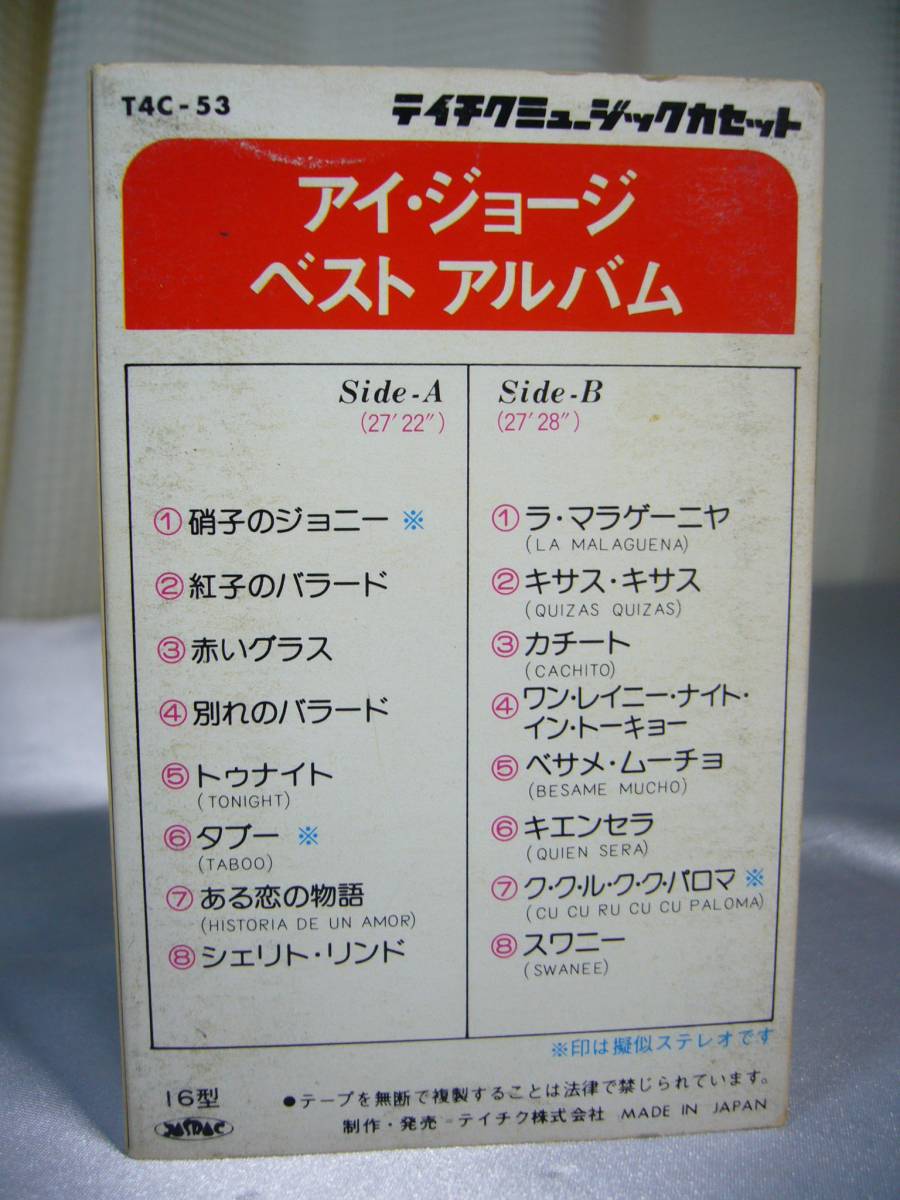 T4C-53
テイチクミュージックカセット
アイ・ジョージ
ベスト アルバム
Side-A
(27′22″)
①硝子のジョニー ※
②紅子のバラード
③赤いグラス
④別れのバラード
⑤トゥナイト
(TONIGHT)
⑥タブー ※
(TABOO)
⑦ある恋の物語
(HISTORIA DE UN AMOR)
⑧シェリト・リンド
Side-B
(27′28″)
①ラ・マラゲーニヤ
(LA MALAGUENA)
②キサス・キサス
(QUIZAS QUIZAS)
③カチート
(CACHITO)
④ワン・レイニー・ナイト・
イン・トーキョー
⑤ベサメ・ムーチョ
(BESAME MUCHO)
⑥キエンセラ
(QUIEN SERA)
⑦ク・ク・ル・ク・ク・パロマ ※
(CU CU RU CU CU PALOMA)
⑧スワニー
(SWANEE)
※印は擬似ステレオです
16型
JASRAC
●テープを無断で複製することは法律で禁じられています。
制作・発売-テイチク株式会社 MADE IN JAPAN